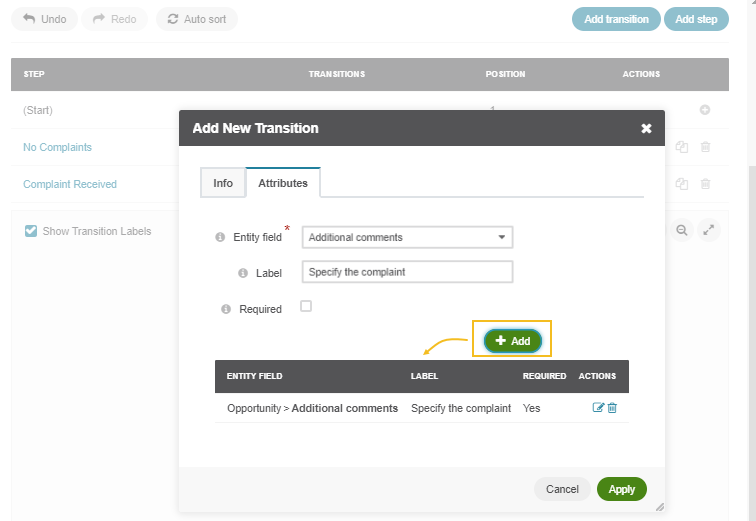 Undo Redo Auto sort Add transition Add step
STEP TRANSITIONS POSITION ACTIONS
(Start)
Add New Transition
No Complaints
Info Attributes
Complaint Received
Show Transition Labels
Entity field * Additional comments
Label Specify the complaint
Required
Add
ENTITY FIELD LABEL REQUIRED ACTIONS
Opportunity > Additional comments Specify the complaint Yes
Cancel Apply